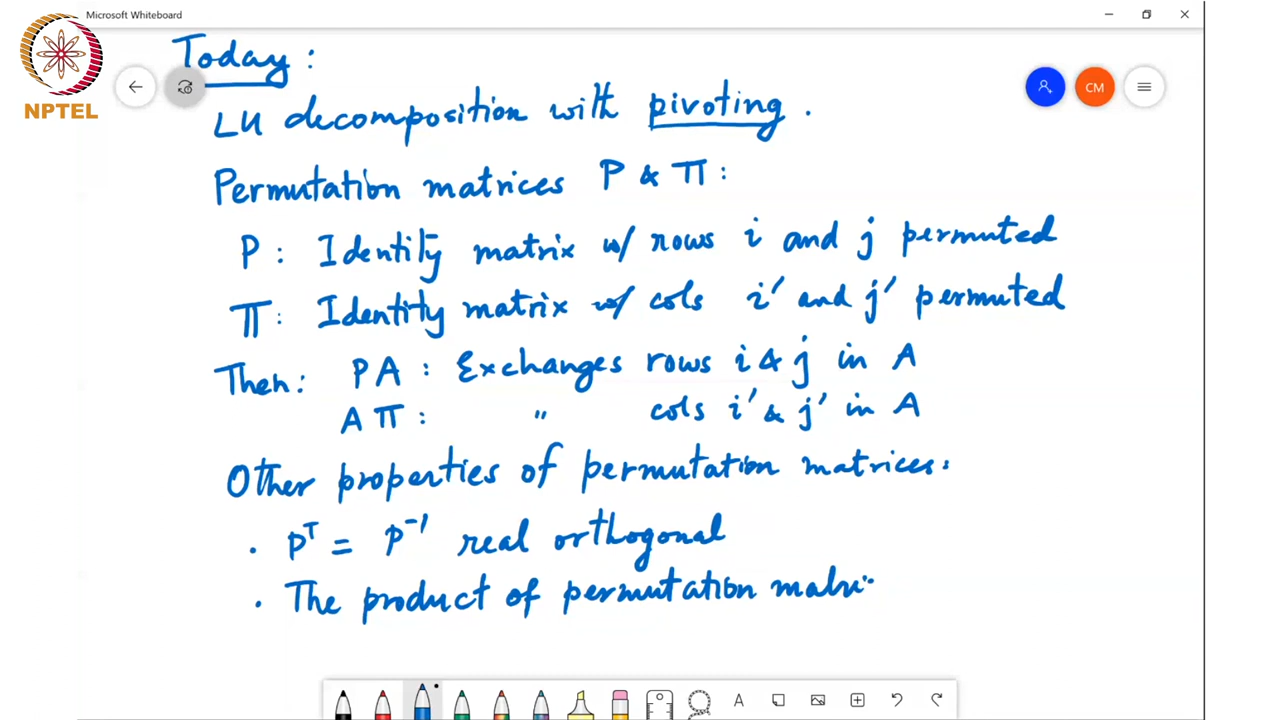 Microsoft Whiteboard
NPTEL
CM
Today:
LU decomposition with pivoting.
Permutation matrices P & Π:
P: Identity matrix w/ rows i and j permuted
Π: Identity matrix w/ cols i′ and j′ permuted
Then: PA: Exchanges rows i & j in A
AΠ: " cols i′ & j′ in A
Other properties of permutation matrices:
· Pᵀ = P⁻¹ real orthogonal
· The product of permutation matri
A